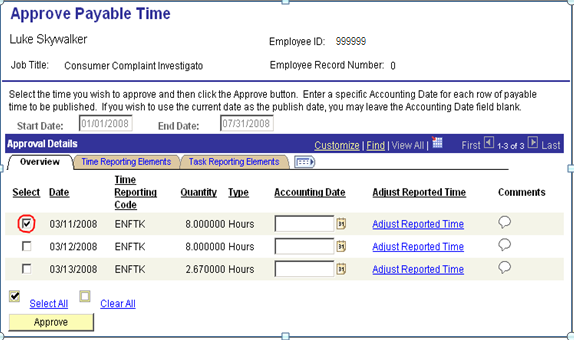 Approve Payable Time
Luke Skywalker
Employee ID: 999999
Job Title: Consumer Complaint Investigato
Employee Record Number: 0
Select the time you wish to approve and then click the Approve button. Enter a specific Accounting Date for each row of payable
time to be published. If you wish to use the current date as the publish date, you may leave the Accounting Date field blank.
Start Date: 01/01/2008 End Date: 07/31/2008
Approval Details Customize | Find | View All | First 1-3 of 3 Last
Overview Time Reporting Elements Task Reporting Elements
Select Date Time Reporting Code Quantity Type Accounting Date Adjust Reported Time Comments
03/11/2008 ENFTK 8.000000 Hours 31 Adjust Reported Time
03/12/2008 ENFTK 8.000000 Hours 31 Adjust Reported Time
03/13/2008 ENFTK 2.670000 Hours 31 Adjust Reported Time
Select All Clear All
Approve